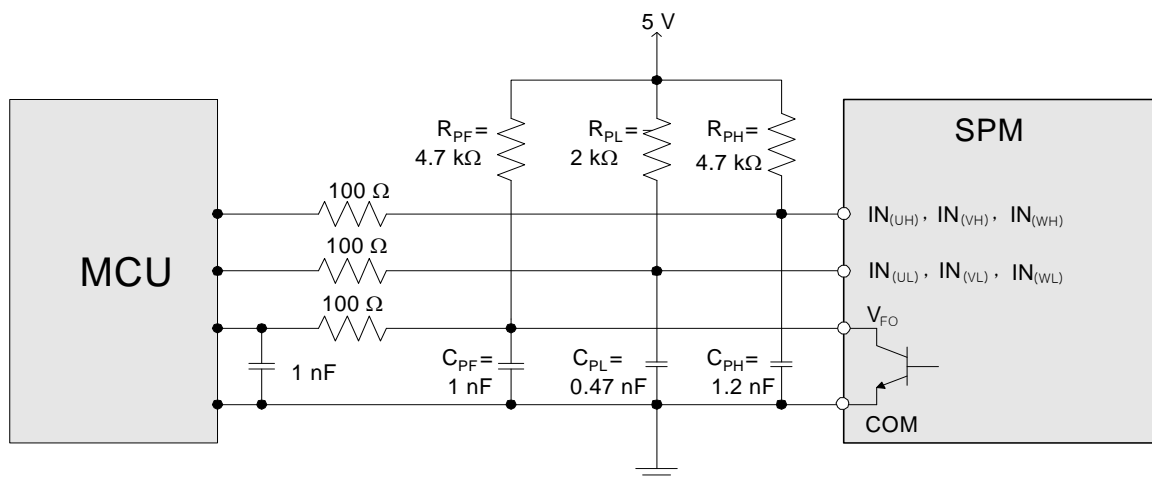 5 V
R_PF=
4.7 kΩ
R_PL=
2 kΩ
R_PH=
4.7 kΩ
SPM
MCU
100 Ω
100 Ω
100 Ω
IN(UH), IN(VH), IN(WH)
IN(UL), IN(VL), IN(WL)
V_FO
1 nF
C_PF=
1 nF
C_PL=
0.47 nF
C_PH=
1.2 nF
COM